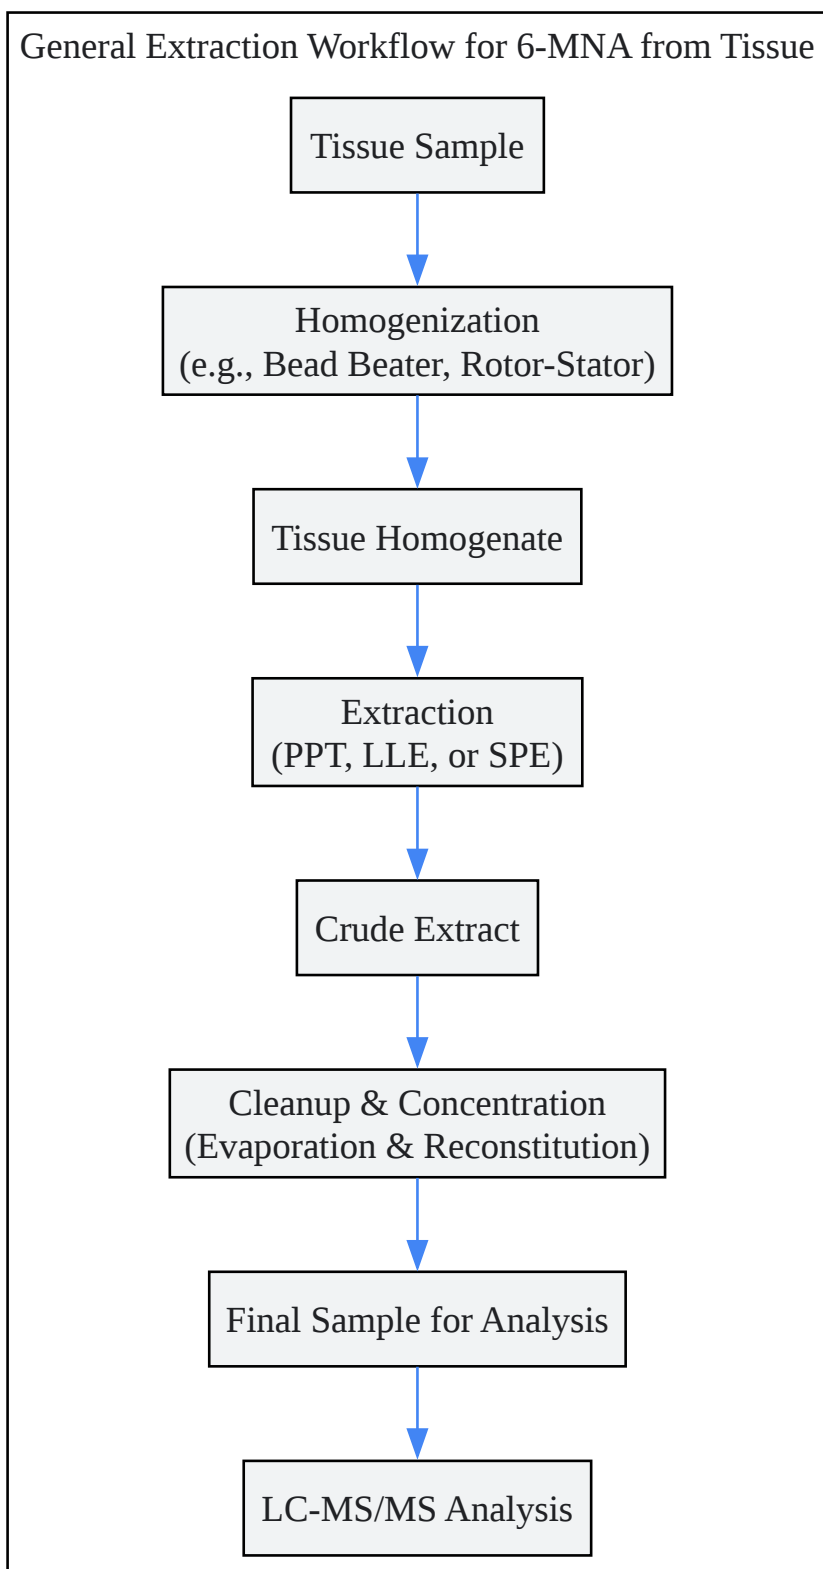 General Extraction Workflow for 6-MNA from Tissue
Tissue Sample
Homogenization
(e.g., Bead Beater, Rotor-Stator)
Tissue Homogenate
Extraction
(PPT, LLE, or SPE)
Crude Extract
Cleanup & Concentration
(Evaporation & Reconstitution)
Final Sample for Analysis
LC-MS/MS Analysis